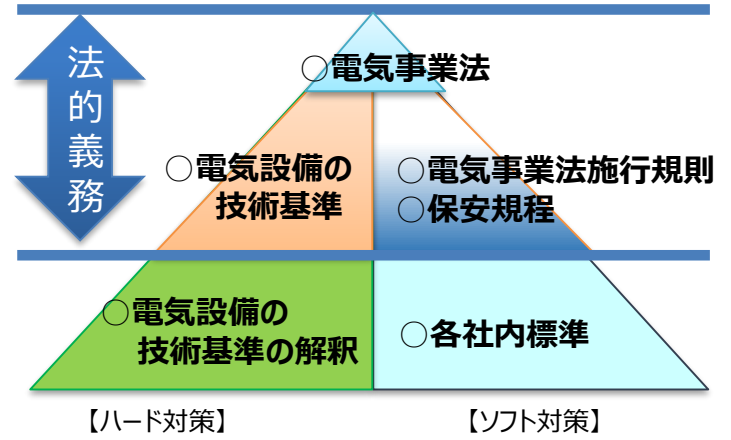 法的義務
○電気事業法
○電気設備の
技術基準
○電気事業法施行規則
○保安規程
○電気設備の
技術基準の解釈
○各社内標準
【ハード対策】
【ソフト対策】